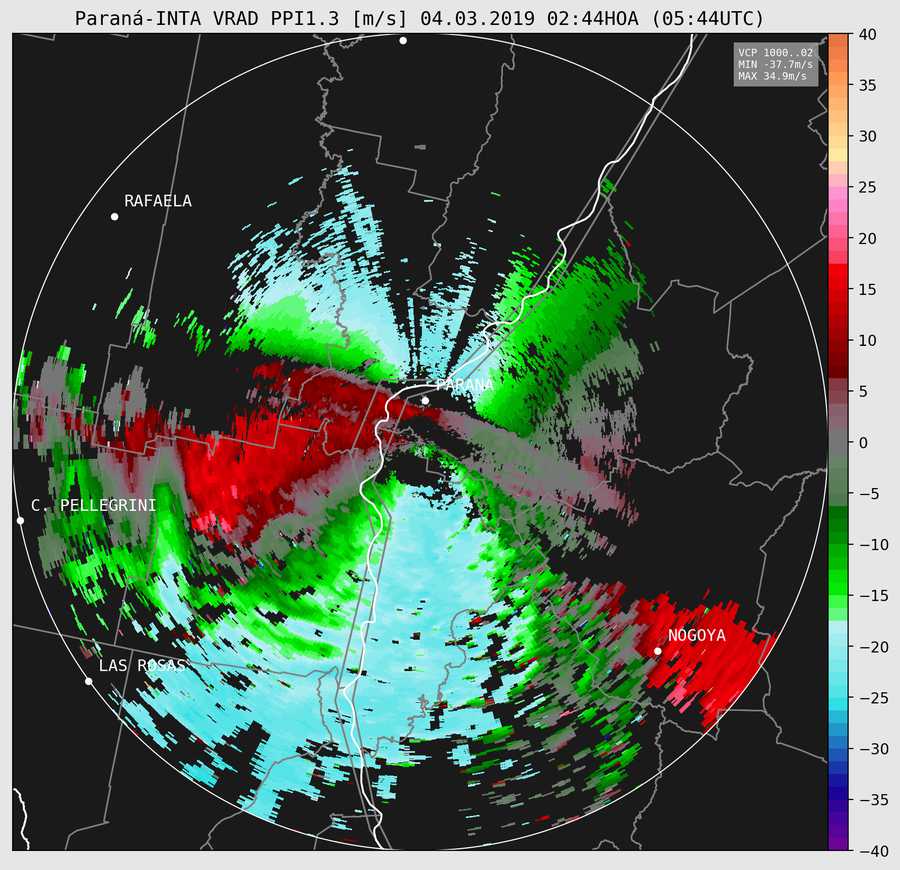 Paraná-INTA VRAD PPI1.3 [m/s] 04.03.2019 02:44HOA (05:44UTC)
VCP 1000..02
MIN -37.7m/s
MAX 34.9m/s
RAFAELA
PARANA
C. PELLEGRINI
NOGOYA
LAS ROSAS
40
35
30
25
20
15
10
5
0
−5
−10
−15
−20
−25
−30
−35
−40